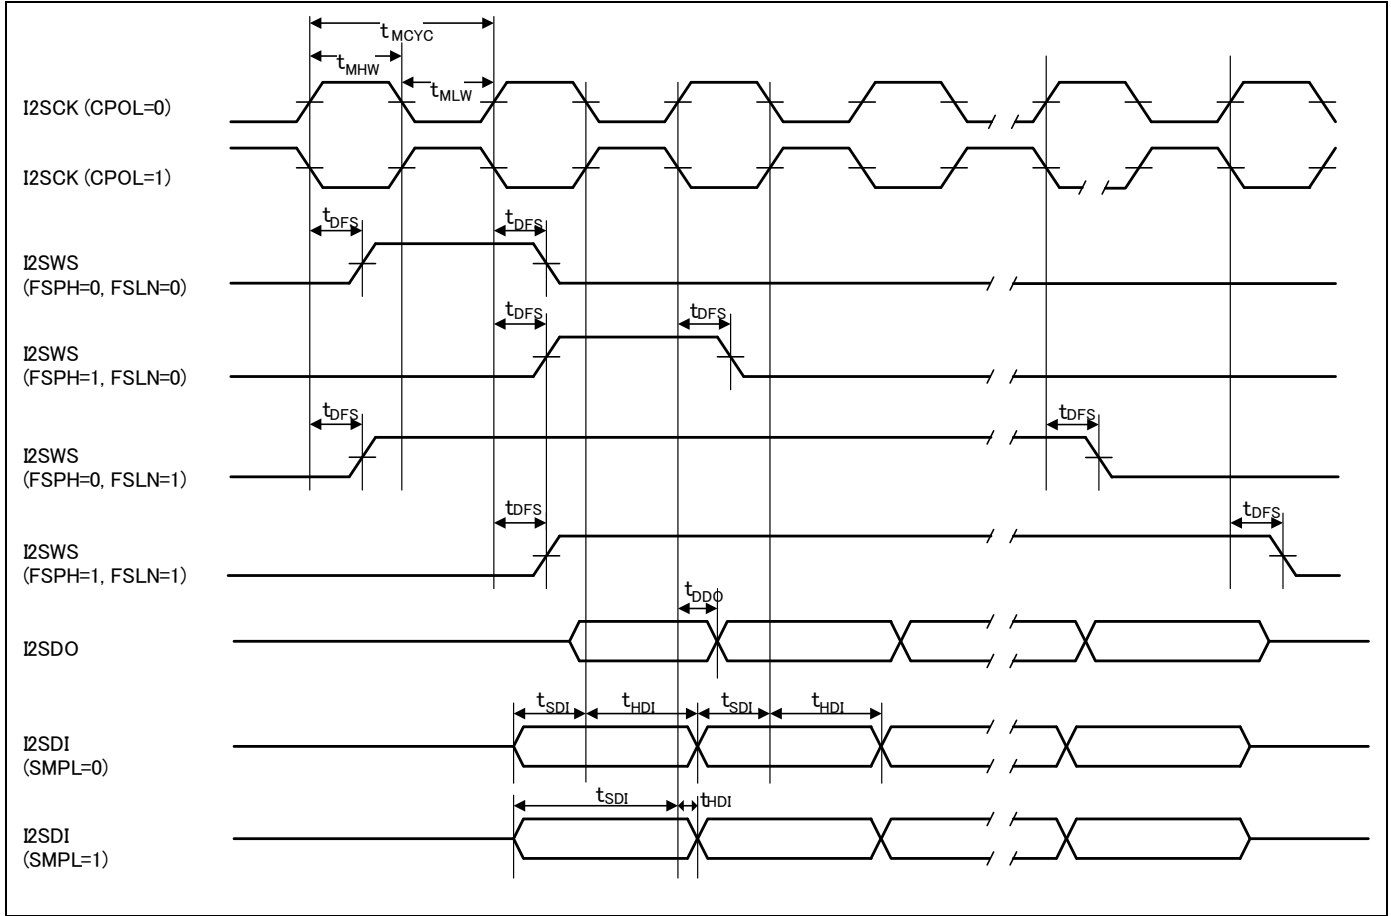 tMCYC
tMHW
tMLW
I2SCK (CPOL=0)
I2SCK (CPOL=1)
tDFS tDFS
I2SWS
(FSPH=0, FSLN=0)
tDFS tDFS
I2SWS
(FSPH=1, FSLN=0)
tDFS tDFS
I2SWS
(FSPH=0, FSLN=1)
tDFS tDFS
I2SWS
(FSPH=1, FSLN=1)
tDDO
I2SDO
tSDI tHDI tSDI tHDI
I2SDI
(SMPL=0)
tSDI tHDI
I2SDI
(SMPL=1)